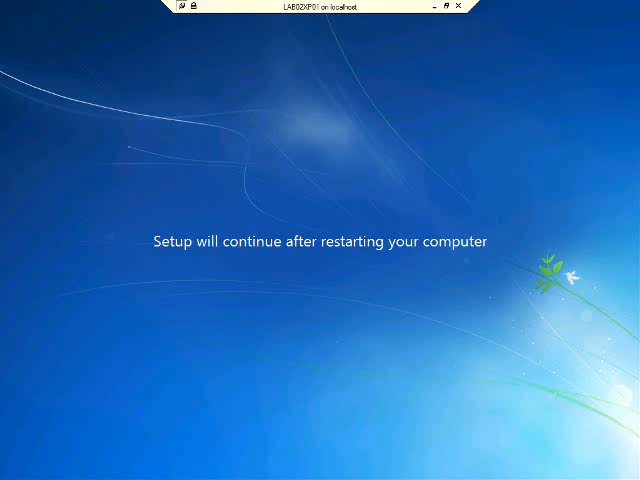 LAB02XP01 on localhost
Setup will continue after restarting your computer